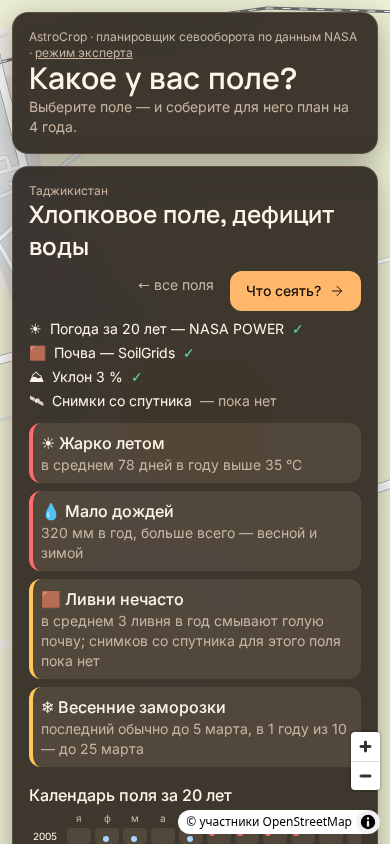 AstroCrop · планировщик севооборота по данным NASA
· режим эксперта
Какое у вас поле?
Выберите поле — и соберите для него план на
4 года.
Таджикистан
Хлопковое поле, дефицит
воды
← все поля
Что сеять? →
Погода за 20 лет — NASA POWER ✓
Почва — SoilGrids ✓
Уклон 3 % ✓
Снимки со спутника — пока нет
Жарко летом
в среднем 78 дней в году выше 35 °C
Мало дождей
320 мм в год, больше всего — весной и
зимой
Ливни нечасто
в среднем 3 ливня в год смывают голую
почву; снимков со спутника для этого поля
пока нет
Весенние заморозки
последний обычно до 5 марта, в 1 году из 10
— до 25 марта
+
−
Календарь поля за 20 лет
я ф м а
© участники OpenStreetMap
2005